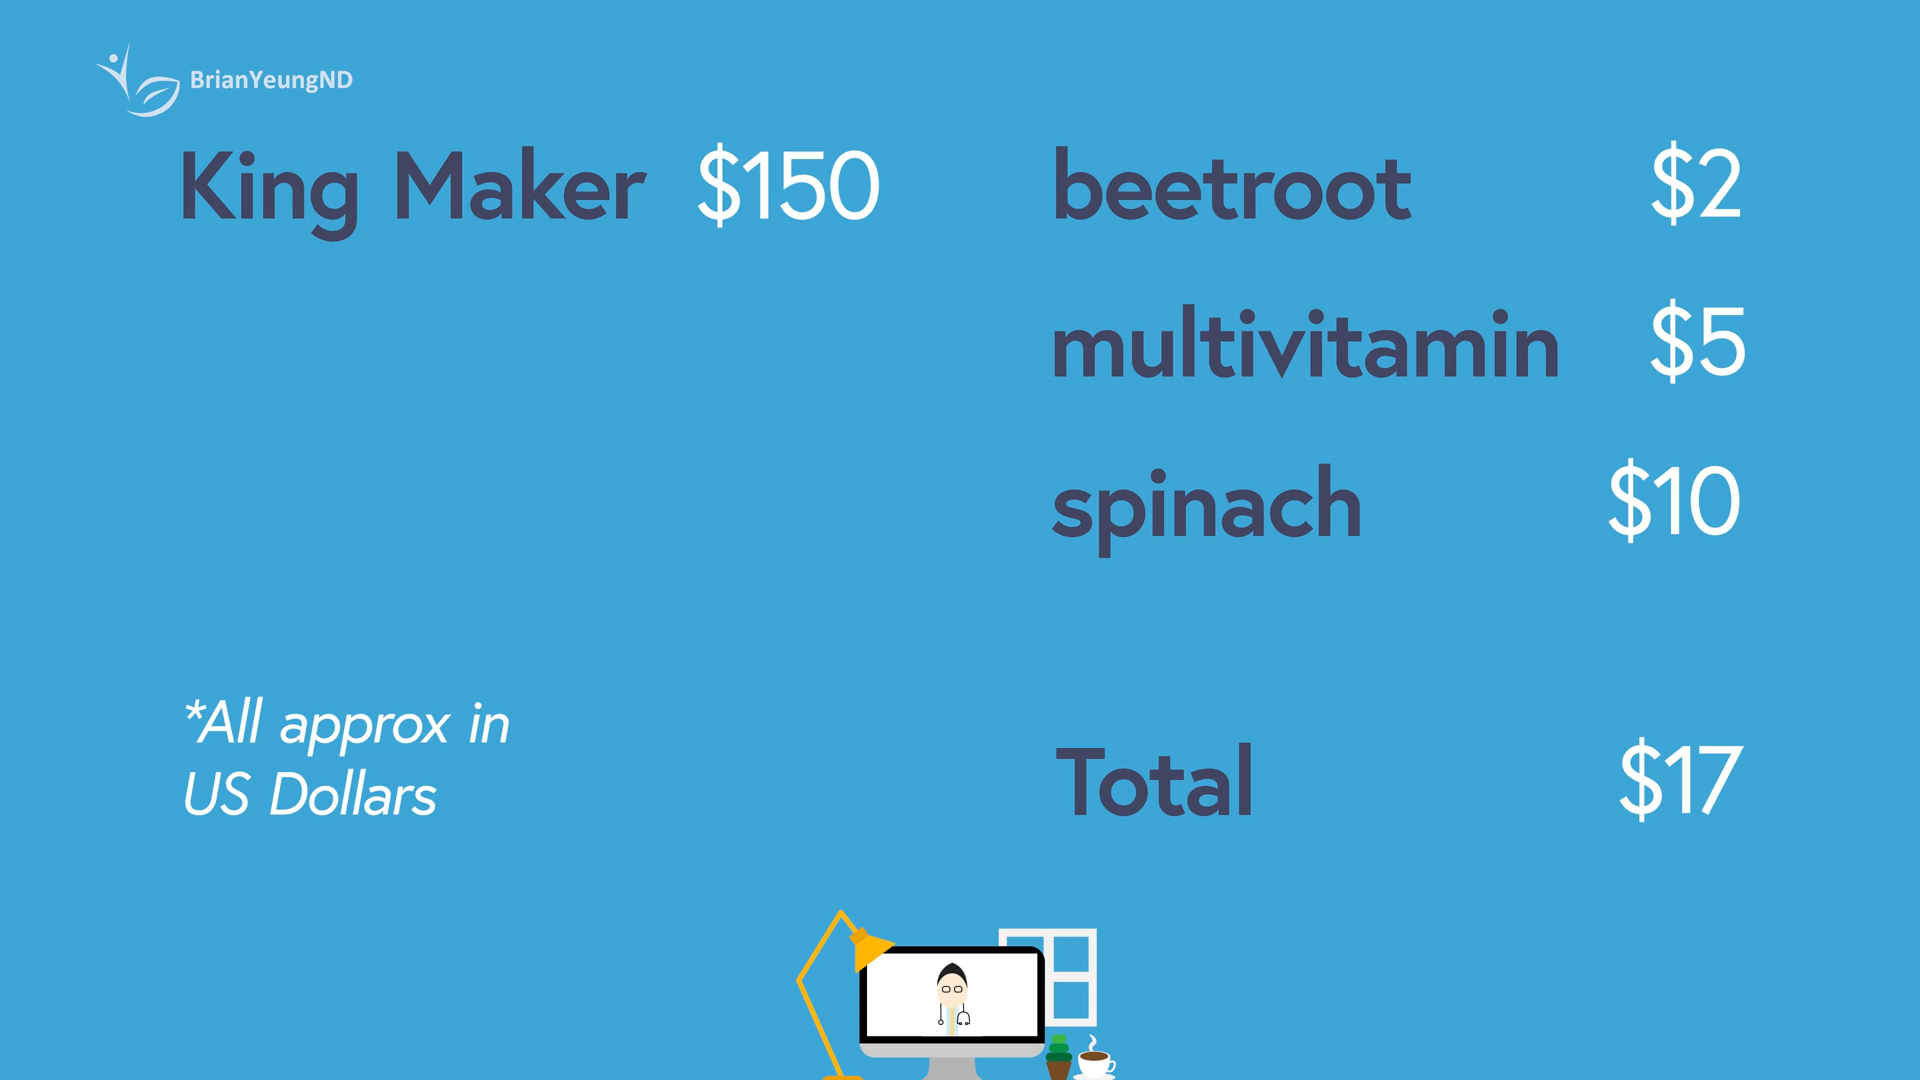 BrianYeungND
King Maker $150
beetroot $2
multivitamin $5
spinach $10
*All approx in
US Dollars
Total $17